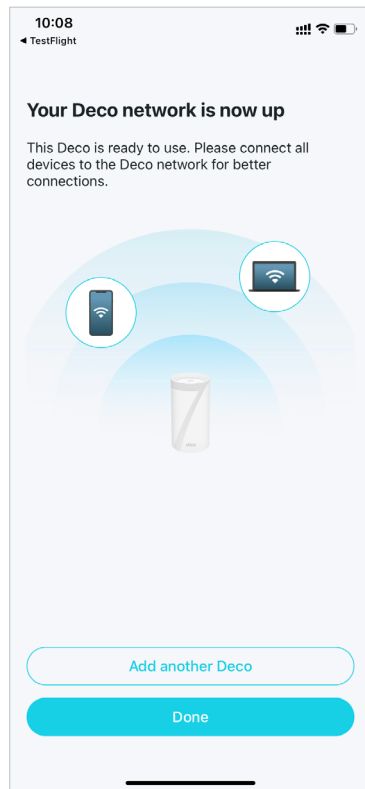 10:08
◀ TestFlight
Your Deco network is now up
This Deco is ready to use. Please connect all
devices to the Deco network for better
connections.
Add another Deco
Done